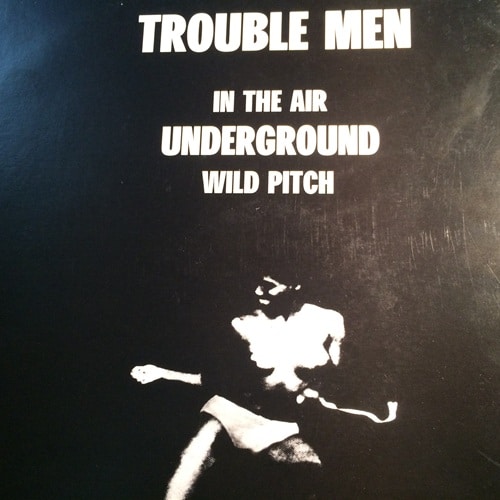 TROUBLE MEN
IN THE AIR
UNDERGROUND
WILD PITCH